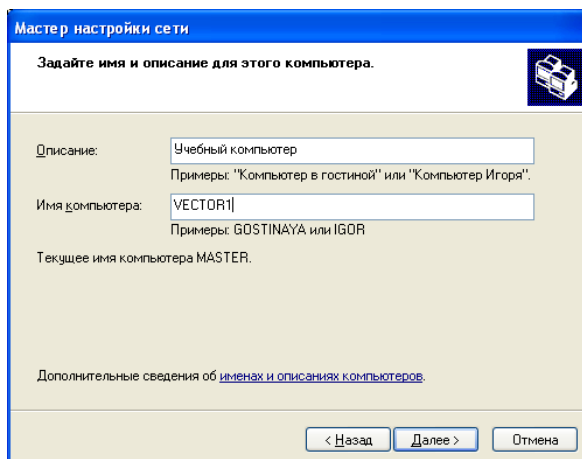 Мастер настройки сети
Задайте имя и описание для этого компьютера.
Описание:
Учебный компьютер
Примеры: "Компьютер в гостиной" или "Компьютер Игоря".
Имя компьютера:
VECTOR1
Примеры: GOSTINAYA или IGOR
Текущее имя компьютера MASTER.
Дополнительные сведения об именах и описаниях компьютеров.
< Назад Далее > Отмена